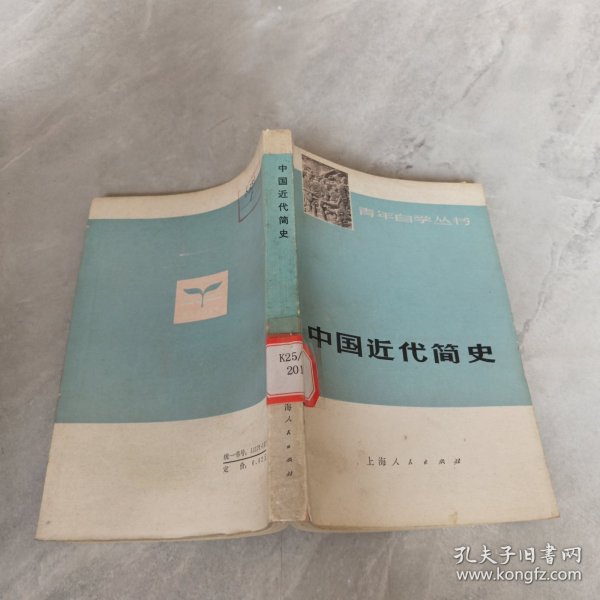 青年自学丛书
中国近代简史
上海人民出版社
中国近代简史
K25/
201
海人民出版社
统一书号:
定价:
孔夫子旧书网
www.kongfz.com